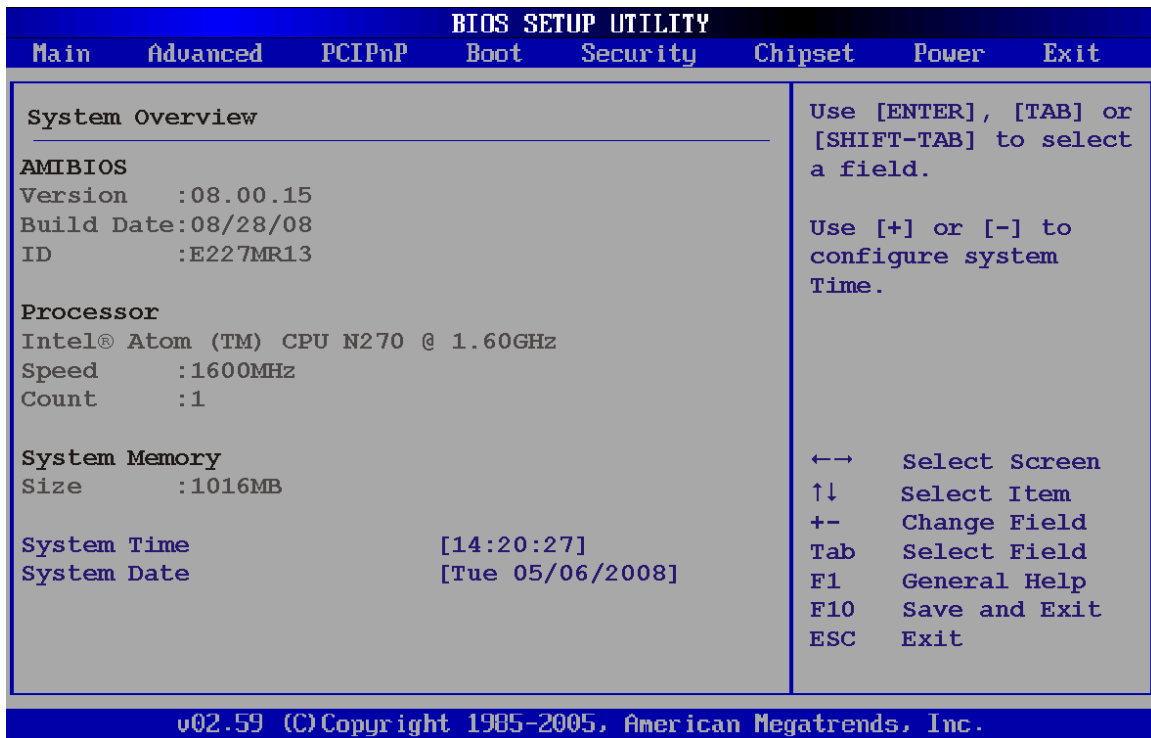 BIOS SETUP UTILITY
Main Advanced PCIPnP Boot Security Chipset Power Exit
System Overview
AMIBIOS
Version :08.00.15
Build Date:08/28/08
ID :E227MR13
Processor
Intel® Atom (TM) CPU N270 @ 1.60GHz
Speed :1600MHz
Count :1
System Memory
Size :1016MB
System Time [14:20:27]
System Date [Tue 05/06/2008]
Use [ENTER], [TAB] or
[SHIFT-TAB] to select
a field.
Use [+] or [-] to
configure system
Time.
←→ Select Screen
↑↓ Select Item
+- Change Field
Tab Select Field
F1 General Help
F10 Save and Exit
ESC Exit
v02.59 (C)Copyright 1985-2005, American Megatrends, Inc.